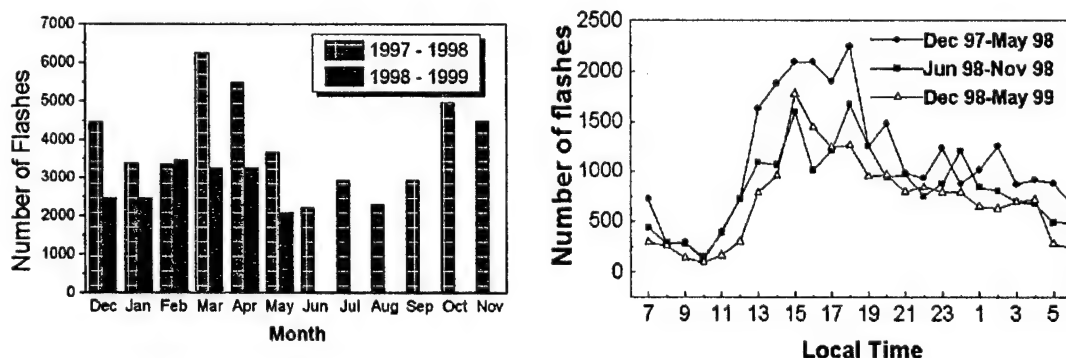 7000
6000
5000
4000
3000
2000
1000
0
Number of Flashes
1997 - 1998
1998 - 1999
Dec Jan Feb Mar Apr May Jun Jul Aug Sep Oct Nov
Month
2500
2000
1500
1000
500
0
Number of flashes
Dec 97-May 98
Jun 98-Nov 98
Dec 98-May 99
7 9 11 13 15 17 19 21 23 1 3 5
Local Time